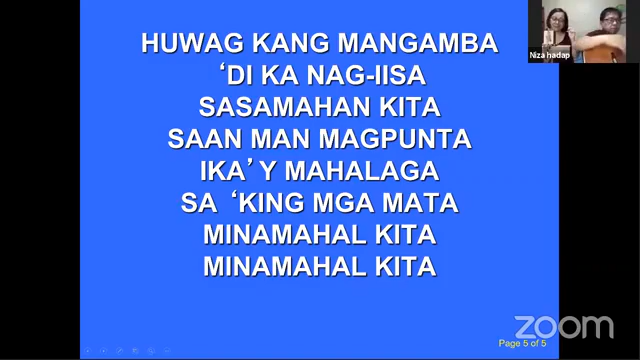 HUWAG KANG MANGAMBA
‘DI KA NAG-IISA
SASAMAHAN KITA
SAAN MAN MAGPUNTA
IKA’Y MAHALAGA
SA ‘KING MGA MATA
MINAMAHAL KITA
MINAMAHAL KITA
Niza hadap
zoom
Page 5 of 5